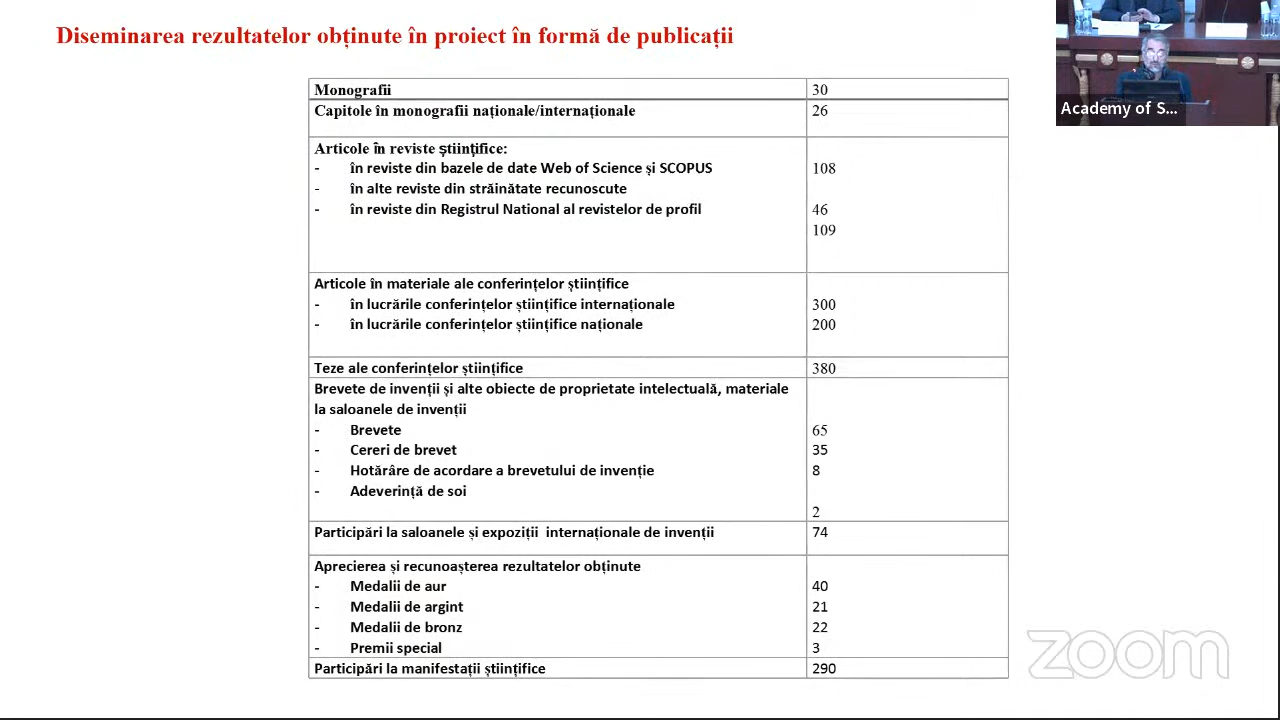 Diseminarea rezultatelor obținute în proiect în formă de publicații
Academy of S...
Monografii 30
Capitole în monografii naționale/internaționale 26
Articole în reviste științifice:
- în reviste din bazele de date Web of Science și SCOPUS 108
- în alte reviste din străinătate recunoscute
- în reviste din Registrul National al revistelor de profil 46
109
Articole în materiale ale conferințelor științifice
- în lucrările conferințelor științifice internaționale 300
- în lucrările conferințelor științifice naționale 200
Teze ale conferințelor științifice 380
Brevete de invenții și alte obiecte de proprietate intelectuală, materiale
la saloanele de invenții
- Brevete 65
- Cereri de brevet 35
- Hotărâre de acordare a brevetului de invenție 8
- Adeverință de soi
2
Participări la saloanele și expoziții internaționale de invenții 74
Aprecierea și recunoașterea rezultatelor obținute
- Medalii de aur 40
- Medalii de argint 21
- Medalii de bronz 22
- Premii special 3
Participări la manifestații științifice 290
zoom